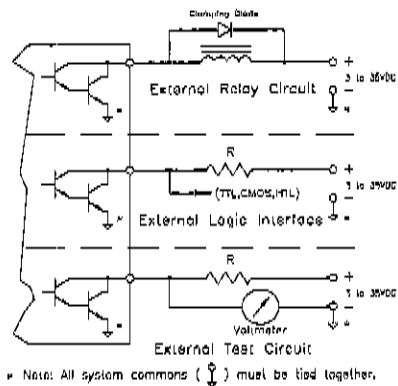 Clamping Diode
+
3 to 35VDC
−
External Relay Circuit
*
*
R
+
3 to 35VDC
−
(TTL,CMOS,HTL)
*
External Logic Interface
*
R
+
3 to 35VDC
−
Voltmeter
*
*
External Test Circuit
* Note: All system commons ( ) must be tied together.